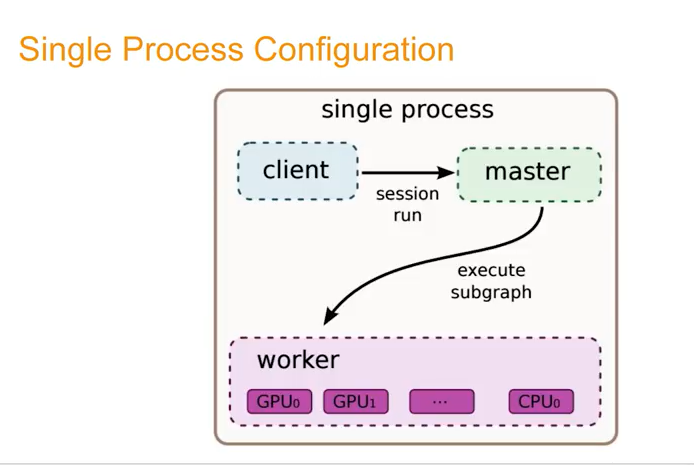 Single Process Configuration
single process
client
master
session
run
execute
subgraph
worker
GPU₀ GPU₁ ... CPU₀